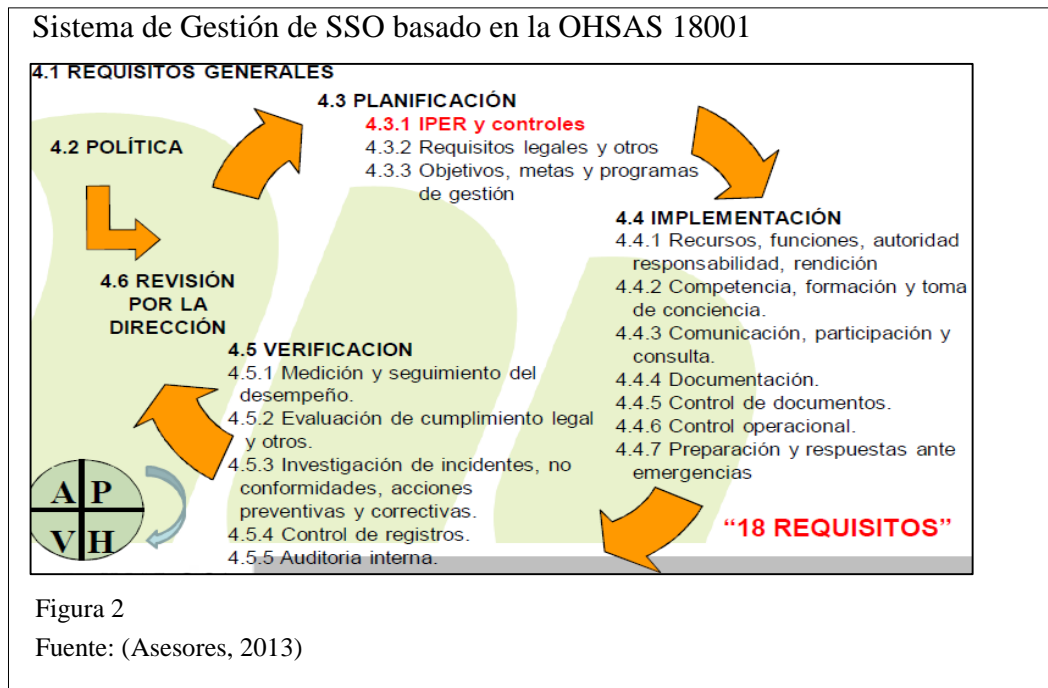 Sistema de Gestión de SSO basado en la OHSAS 18001
4.1 REQUISITOS GENERALES
4.2 POLÍTICA
4.3 PLANIFICACIÓN
4.3.1 IPER y controles
4.3.2 Requisitos legales y otros
4.3.3 Objetivos, metas y programas
de gestión
4.4 IMPLEMENTACIÓN
4.4.1 Recursos, funciones, autoridad
responsabilidad, rendición
4.4.2 Competencia, formación y toma
de conciencia.
4.4.3 Comunicación, participación y
consulta.
4.4.4 Documentación.
4.4.5 Control de documentos.
4.4.6 Control operacional.
4.4.7 Preparación y respuestas ante
emergencias
"18 REQUISITOS"
4.5 VERIFICACION
4.5.1 Medición y seguimiento del
desempeño.
4.5.2 Evaluación de cumplimiento legal
y otros.
4.5.3 Investigación de incidentes, no
conformidades, acciones
preventivas y correctivas.
4.5.4 Control de registros.
4.5.5 Auditoria interna.
4.6 REVISIÓN
POR LA
DIRECCIÓN
A P
V H
Figura 2
Fuente: (Asesores, 2013)